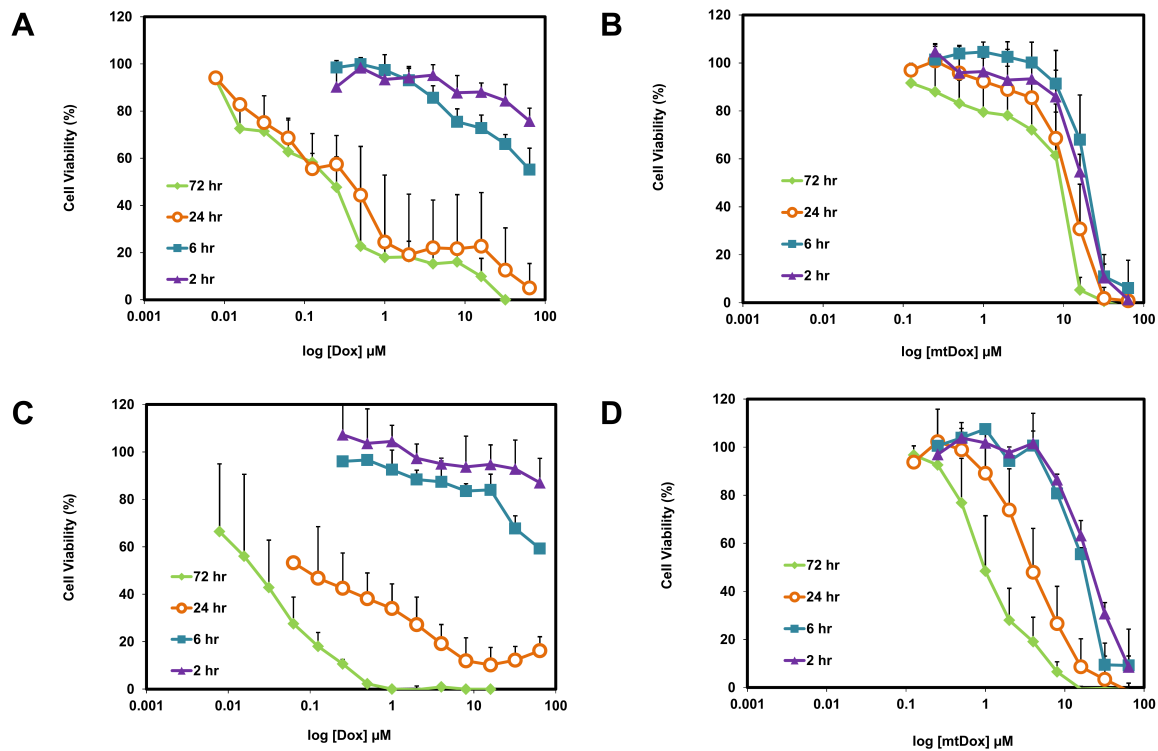 A
120
100
80
60
40
20
0
Cell Viability (%)
72 hr
24 hr
6 hr
2 hr
0.001 0.01 0.1 1 10 100
log [Dox] µM
B
120
100
80
60
40
20
0
Cell Viability (%)
72 hr
24 hr
6 hr
2 hr
0.001 0.01 0.1 1 10 100
log [mtDox] µM
C
120
100
80
60
40
20
0
Cell Viability (%)
72 hr
24 hr
6 hr
2 hr
0.001 0.01 0.1 1 10 100
log [Dox] µM
D
120
100
80
60
40
20
0
Cell Viability (%)
72 hr
24 hr
6 hr
2 hr
0.001 0.01 0.1 1 10 100
log [mtDox] µM